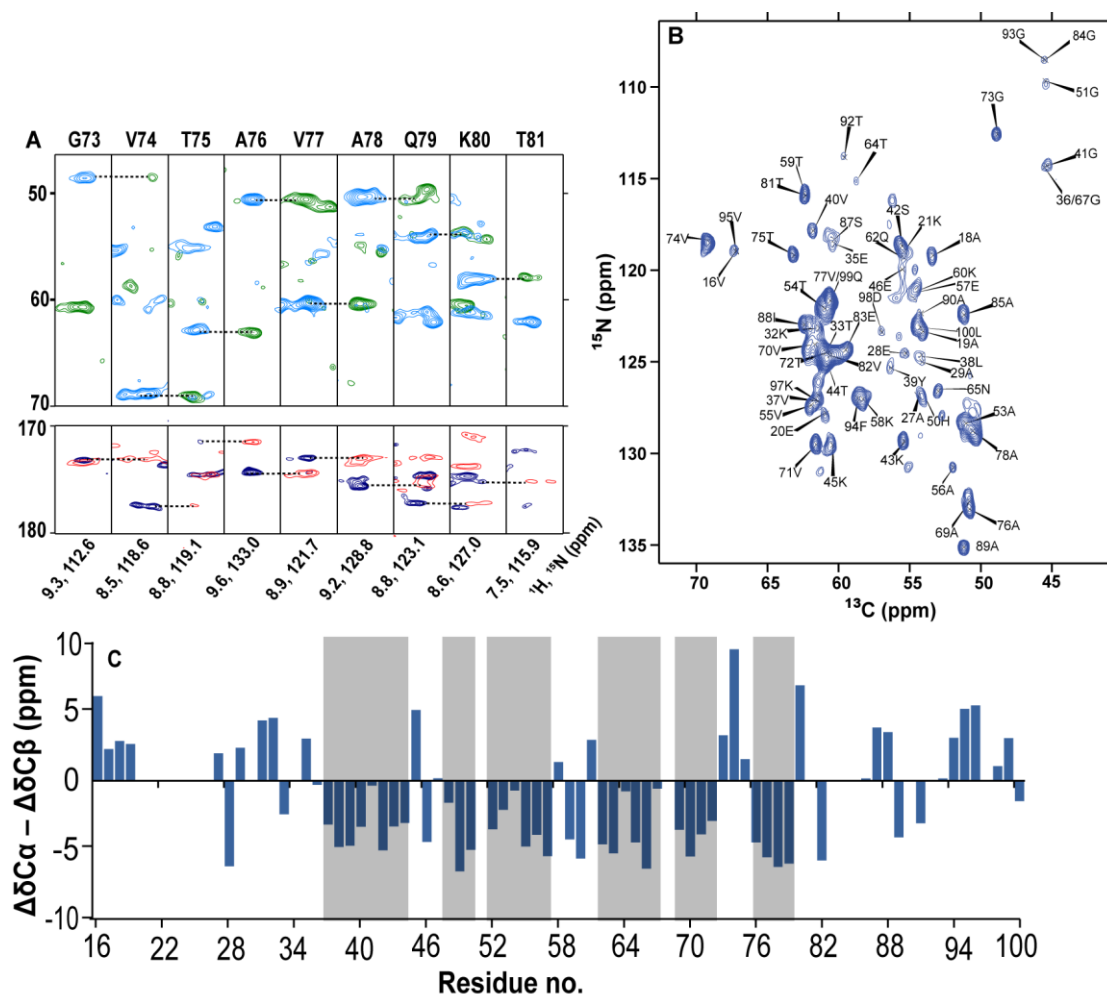 A
G73 V74 T75 A76 V77 A78 Q79 K80 T81
50
60
70
170
180
9.3, 112.6
8.5, 118.6
8.8, 119.1
9.6, 133.0
8.9, 121.7
9.2, 128.8
8.8, 123.1
8.6, 127.0
7.5, 115.9
¹H, ¹⁵N (ppm)
B
93G 84G
51G
73G
92T
64T
41G
59T
81T
36/67G
40V
95V
42S
21K
87S
74V
75T
62Q
18A
16V
35E
60K
77V/99Q
46E
57E
54T
98D
90A
85A
88I
33T
83E
32K
100L
19A
70V
28E
72T
82V
38L
29A
39Y
97K
44T
65N
37V
55V
27A
50H
20E
94F
58K
53A
43K
78A
71V
45K
56A
69A
76A
89A
110
115
120
125
130
135
¹⁵N (ppm)
70 65 60 55 50 45
¹³C (ppm)
C
10
5
0
-5
-10
ΔδCα – ΔδCβ (ppm)
16 22 28 34 40 46 52 58 64 70 76 82 88 94 100
Residue no.